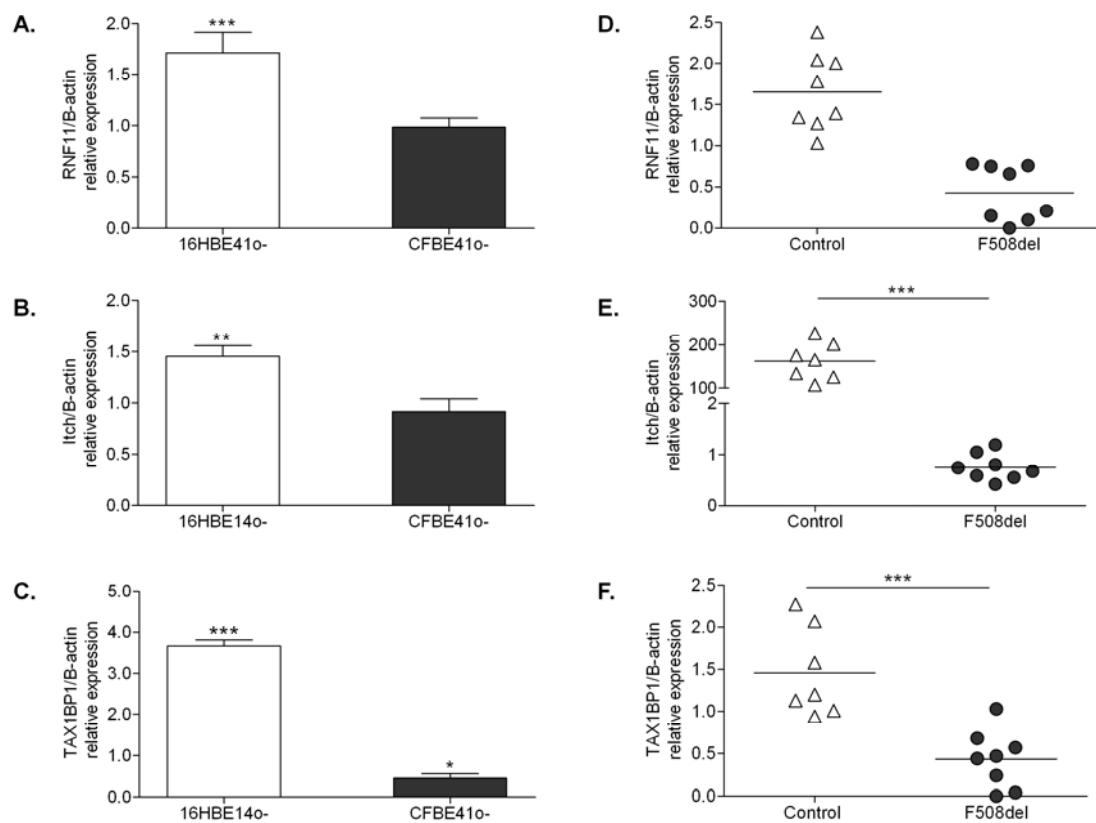 A.
RNF11/B-actin
relative expression
2.0
1.5
1.0
0.5
0.0
***
16HBE41o-
CFBE41o-
D.
RNF11/B-actin
relative expression
2.5
2.0
1.5
1.0
0.5
0.0
Control
F508del
B.
Itch/B-actin
relative expression
2.0
1.5
1.0
0.5
0.0
**
16HBE14o-
CFBE41o-
E.
Itch/B-actin
relative expression
300
200
100
2
1
0
***
Control
F508del
C.
TAX1BP1/B-actin
relative expression
5.0
4.0
3.0
2.0
1.0
0.0
***
*
16HBE14o-
CFBE41o-
F.
TAX1BP1/B-actin
relative expression
2.5
2.0
1.5
1.0
0.5
0.0
***
Control
F508del